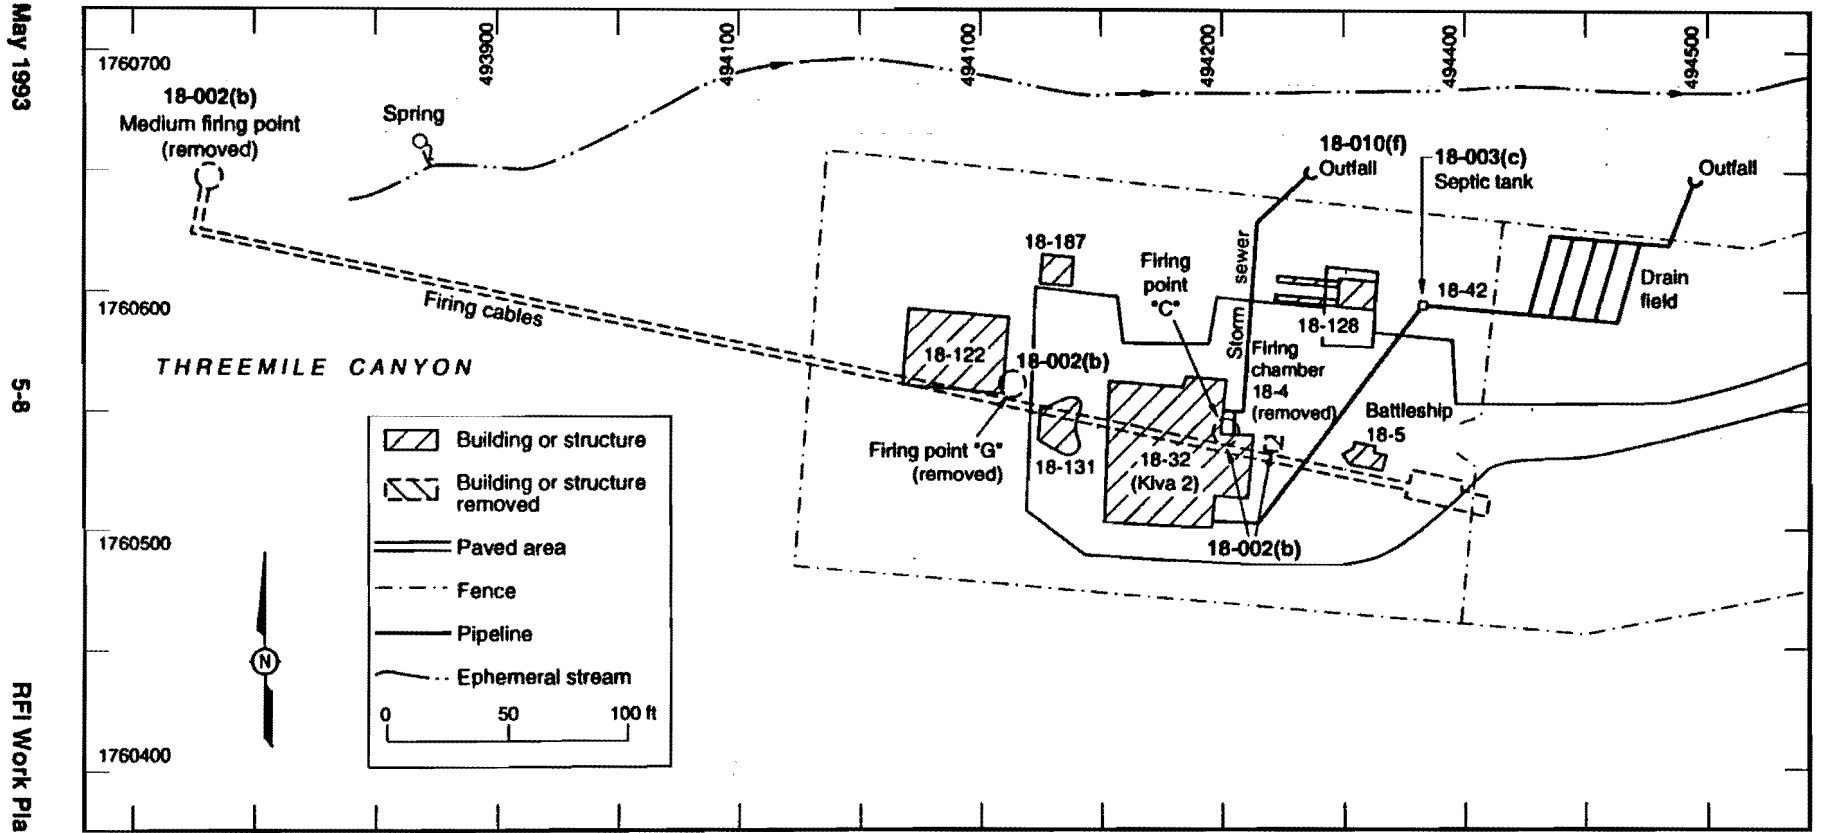 May 1993
5-8
RFI Work Pla
493900
494100
494100
494200
494400
494500
1760700
1760600
1760500
1760400
18-002(b)
Medium firing point
(removed)
Spring
Firing cables
THREEMILE CANYON
18-010(f)
Outfall
18-003(c)
Septic tank
Outfall
18-187
Firing
point
"C"
Storm sewer
18-42
Drain
field
18-128
18-122
18-002(b)
Firing
chamber
18-4
(removed)
Battleship
18-5
Firing point "G"
(removed)
18-131
18-32
(Kiva 2)
12
18-002(b)
Building or structure
Building or structure
removed
Paved area
Fence
Pipeline
Ephemeral stream
0 50 100 ft
N